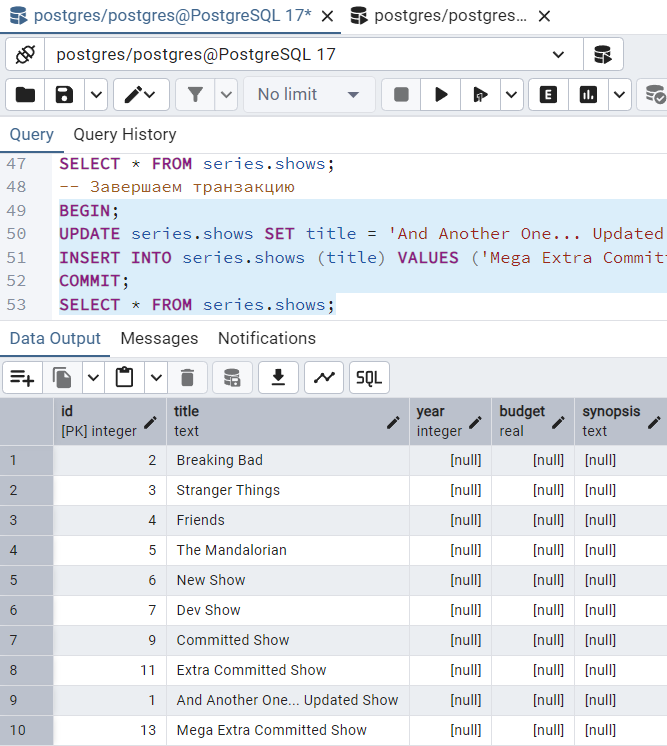 postgres/postgres@PostgreSQL 17* postgres/postgres...
postgres/postgres@PostgreSQL 17
No limit
E
Query Query History
47 SELECT * FROM series.shows;
48 -- Завершаем транзакцию
49 BEGIN;
50 UPDATE series.shows SET title = 'And Another One... Updated
51 INSERT INTO series.shows (title) VALUES ('Mega Extra Committ
52 COMMIT;
53 SELECT * FROM series.shows;
Data Output Messages Notifications
SQL
id title year budget synopsis
[PK] integer text integer real text
1 2 Breaking Bad [null] [null] [null]
2 3 Stranger Things [null] [null] [null]
3 4 Friends [null] [null] [null]
4 5 The Mandalorian [null] [null] [null]
5 6 New Show [null] [null] [null]
6 7 Dev Show [null] [null] [null]
7 9 Committed Show [null] [null] [null]
8 11 Extra Committed Show [null] [null] [null]
9 1 And Another One... Updated Show [null] [null] [null]
10 13 Mega Extra Committed Show [null] [null] [null]